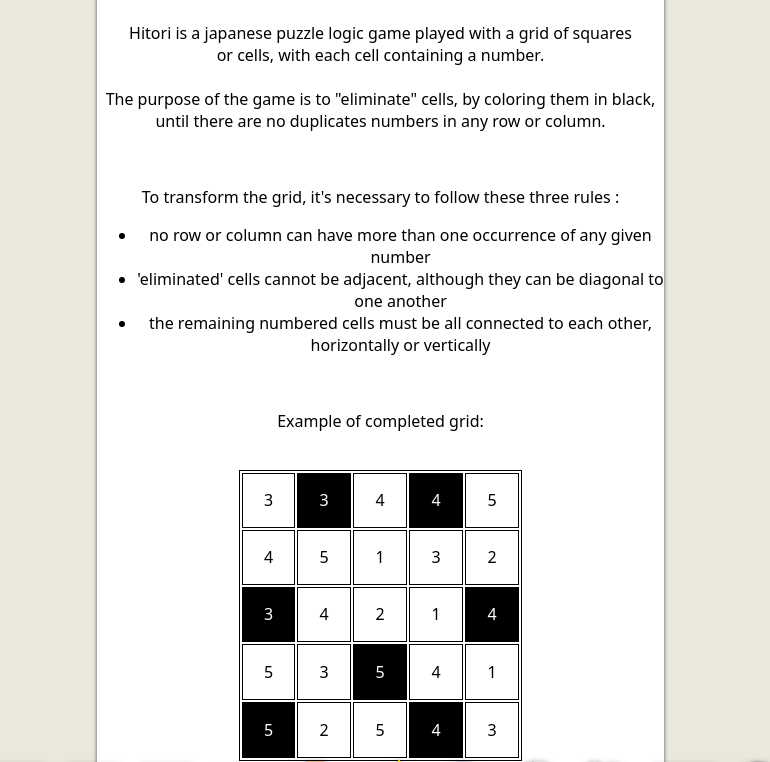 Hitori is a japanese puzzle logic game played with a grid of squares
or cells, with each cell containing a number.
The purpose of the game is to "eliminate" cells, by coloring them in black,
until there are no duplicates numbers in any row or column.
To transform the grid, it's necessary to follow these three rules :
no row or column can have more than one occurrence of any given
number
'eliminated' cells cannot be adjacent, although they can be diagonal to
one another
the remaining numbered cells must be all connected to each other,
horizontally or vertically
Example of completed grid:
3 3 4 4 5
4 5 1 3 2
3 4 2 1 4
5 3 5 4 1
5 2 5 4 3